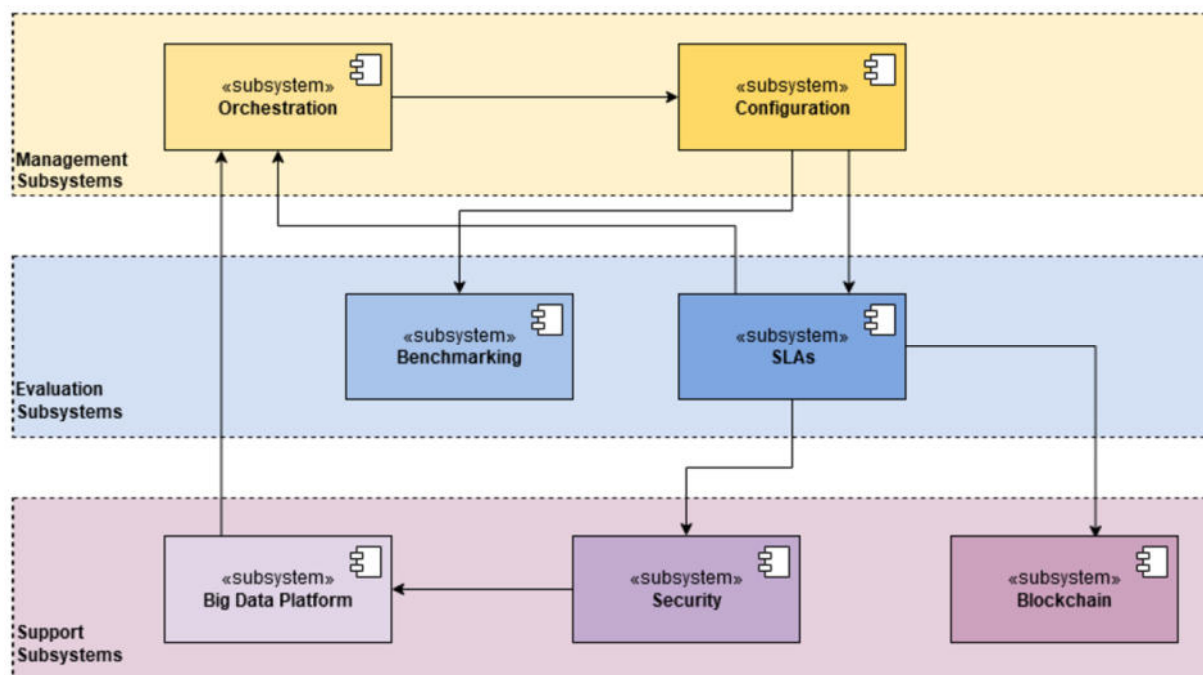 «subsystem»
Orchestration
«subsystem»
Configuration
Management
Subsystems
«subsystem»
Benchmarking
«subsystem»
SLAs
Evaluation
Subsystems
«subsystem»
Big Data Platform
«subsystem»
Security
«subsystem»
Blockchain
Support
Subsystems